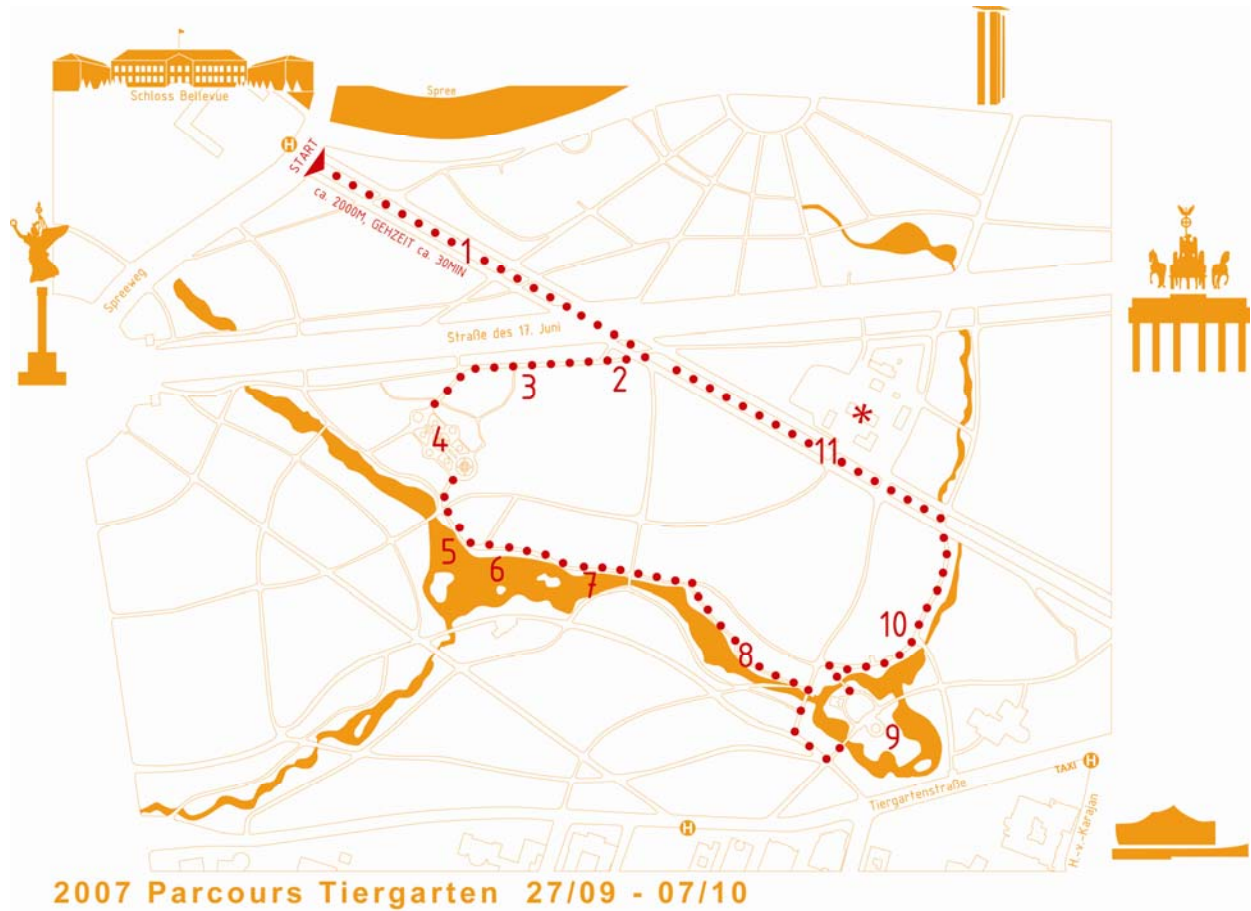 Schloss Bellevue
Spree
H
START
ca. 2000M, GEHZEIT ca. 30MIN
1
Spreeweg
Straße des 17. Juni
3
2
4
*
11
5
6
7
8
10
9
TAXI H
Tiergartenstraße
H
H.-v.-Karajan
2007 Parcours Tiergarten 27/09 - 07/10